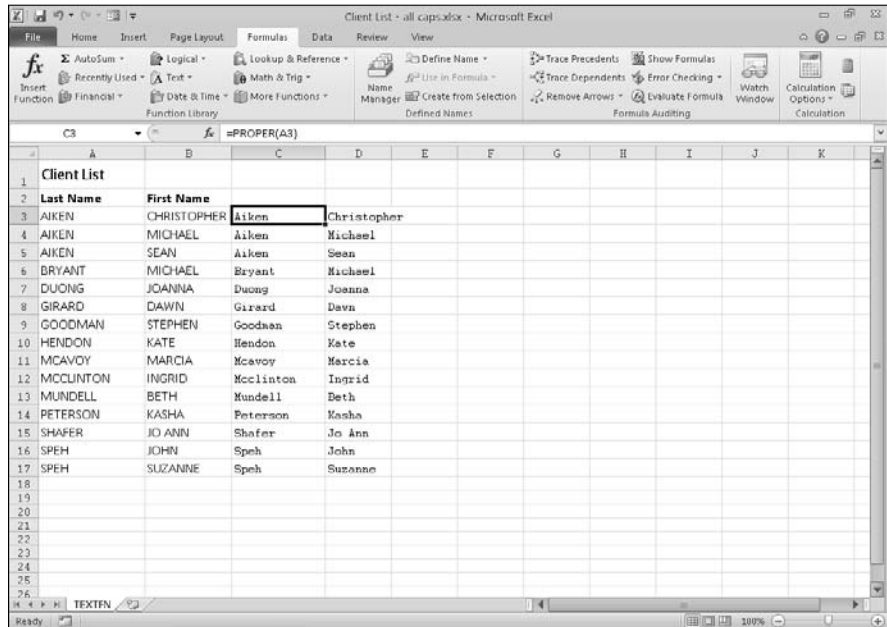 Client List - all caps.xlsx - Microsoft Excel
File Home Insert Page Layout Formulas Data Review View
Σ AutoSum Logical Lookup & Reference Define Name Trace Precedents Show Formulas
Recently Used Text Math & Trig Use in Formula Trace Dependents Error Checking
Financial Date & Time More Functions Create from Selection Remove Arrows Evaluate Formula
Insert Function Name Manager Watch Window Calculation Options
Function Library Defined Names Formula Auditing Calculation
C3 fx =PROPER(A3)
A B C D E F G H I J K
1 Client List
2 Last Name First Name
3 AIKEN CHRISTOPHER Aiken Christopher
4 AIKEN MICHAEL Aiken Michael
5 AIKEN SEAN Aiken Sean
6 BRYANT MICHAEL Bryant Michael
7 DUONG JOANNA Duong Joanna
8 GIRARD DAWN Girard Dawn
9 GOODMAN STEPHEN Goodman Stephen
10 HENDON KATE Hendon Kate
11 MCAVOY MARCIA Mcavoy Marcia
12 MCCLINTON INGRID Mcclinton Ingrid
13 MUNDELL BETH Mundell Beth
14 PETERSON KASHA Peterson Kasha
15 SHAFER JO ANN Shafer Jo Ann
16 SPEH JOHN Speh John
17 SPEH SUZANNE Speh Suzanne
18
19
20
21
22
23
24
25
26
TEXTFN
Ready 100%